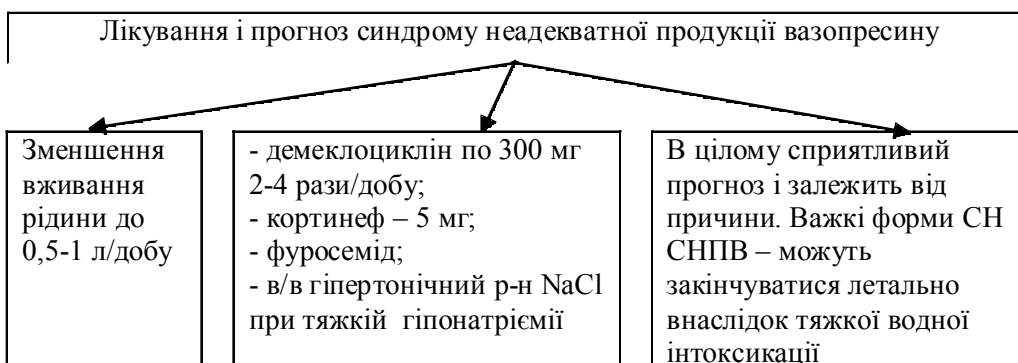 Лікування і прогноз синдрому неадекватної продукції вазопресину
Зменшення
вживання
рідини до
0,5-1 л/добу
- демеклоциклін по 300 мг
2-4 рази/добу;
- кортинеф – 5 мг;
- фуросемід;
- в/в гіпертонічний р-н NaCl
при тяжкій гіпонатріємії
В цілому сприятливий
прогноз і залежить від
причини. Важкі форми СН
СНПВ – можуть
закінчуватися летально
внаслідок тяжкої водної
інтоксикації